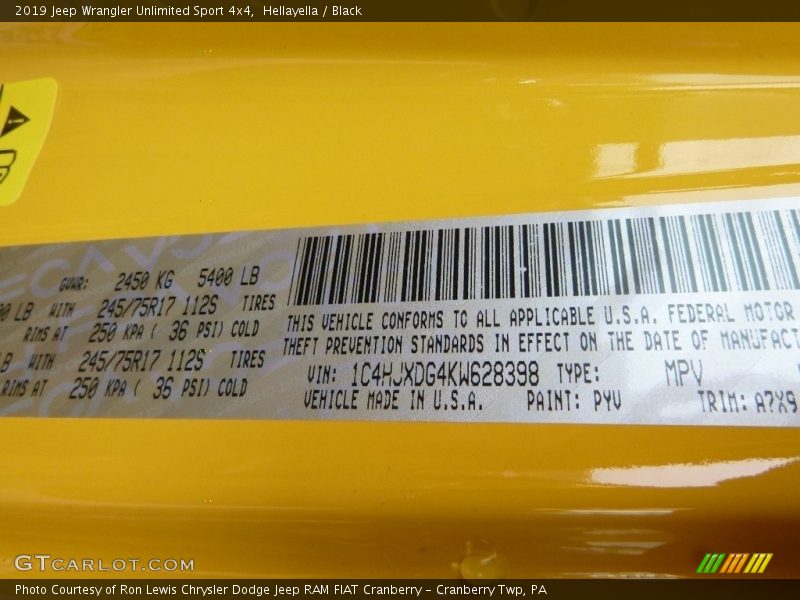 2019 Jeep Wrangler Unlimited Sport 4x4,  Hellayella / Black
GVWR: 2450 KG 5400 LB
00 LB WITH 245/75R17 112S TIRES
RIMS AT 250 KPA ( 36 PSI) COLD
LB WITH 245/75R17 112S TIRES
RIMS AT 250 KPA ( 36 PSI) COLD
THIS VEHICLE CONFORMS TO ALL APPLICABLE U.S.A. FEDERAL MOTOR
THEFT PREVENTION STANDARDS IN EFFECT ON THE DATE OF MANUFACT
VIN: 1C4HJXDG4KW628398 TYPE: MPV
VEHICLE MADE IN U.S.A. PAINT: PYV TRIM: A7X9
GTCARLOT.COM
Photo Courtesy of Ron Lewis Chrysler Dodge Jeep RAM FIAT Cranberry – Cranberry Twp, PA